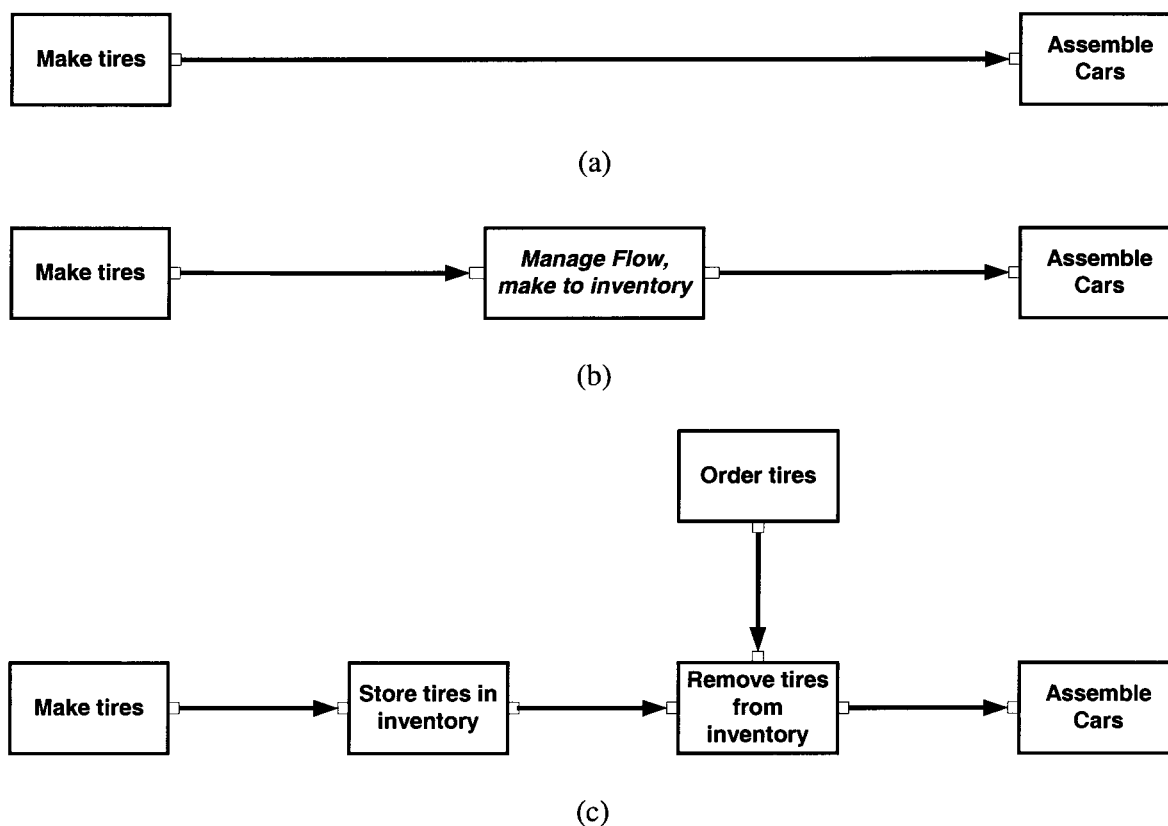 Make tires
Assemble
Cars
(a)
Make tires
Manage Flow,
make to inventory
Assemble
Cars
(b)
Order tires
Make tires
Store tires in
inventory
Remove tires
from
inventory
Assemble
Cars
(c)